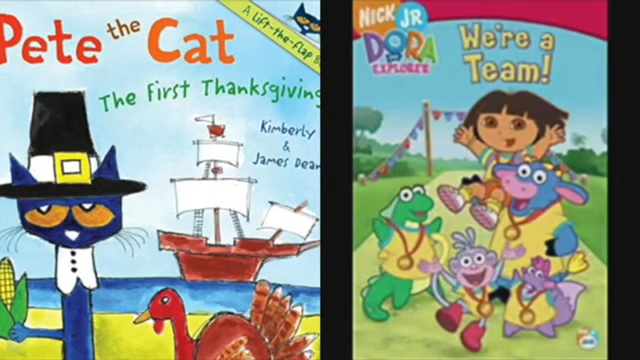 Pete the Cat
A Lift-the-Flap B
The First Thanksgiving
Kimberly
&
James Dean
NICK JR
DORA
the
EXPLORER
We're a
Team!